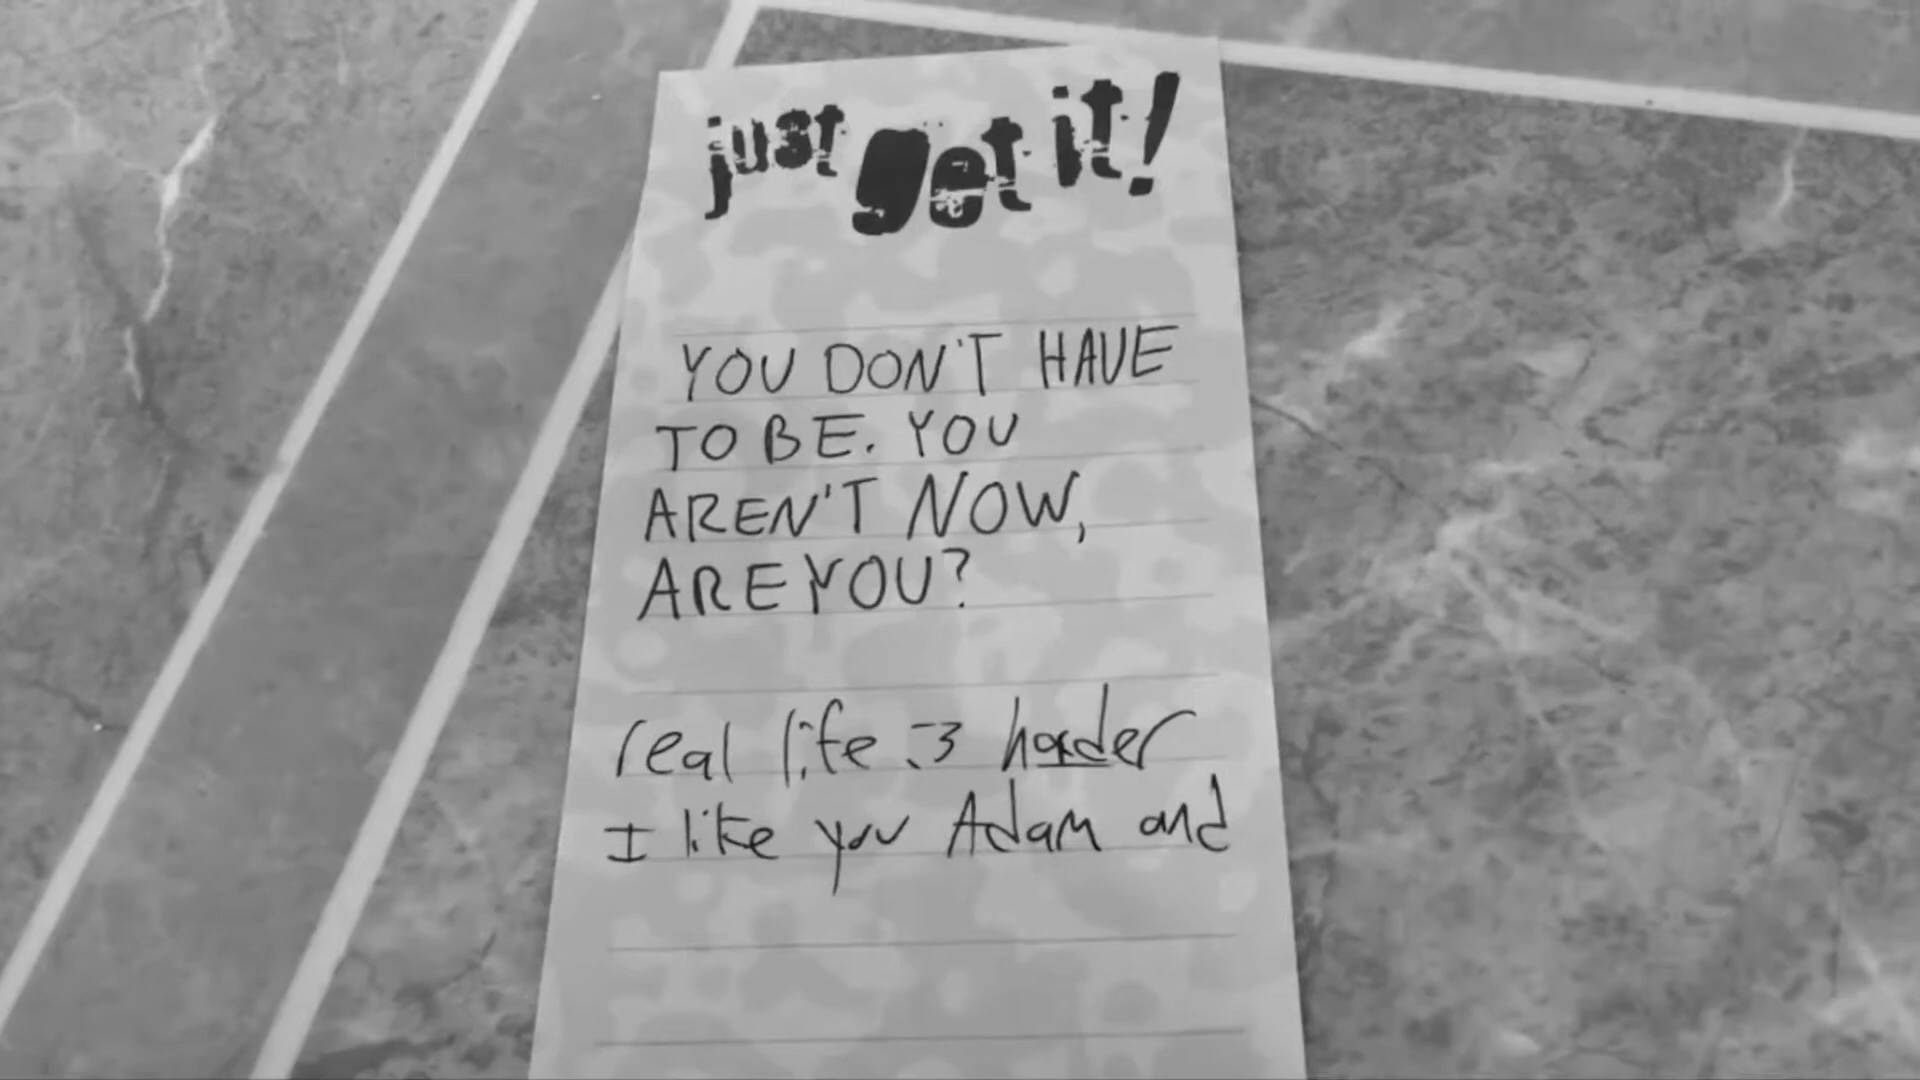 just get it!
YOU DON'T HAVE
TO BE. YOU
AREN'T NOW,
ARE YOU?
real life is harder
I like you Adam and